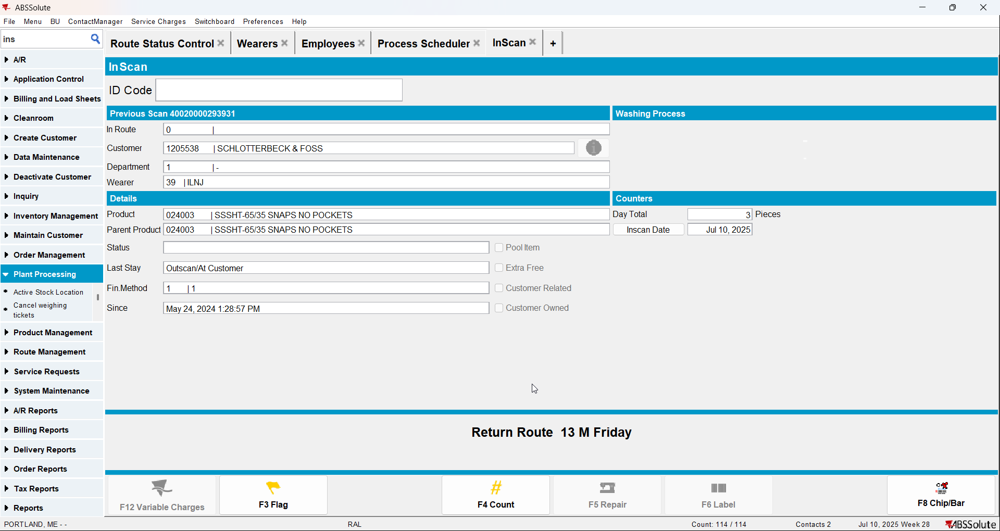 ABSSolute
File Menu BU ContactManager Service Charges Switchboard Preferences Help
ins
Route Status Control Wearers Employees Process Scheduler InScan +
A/R
Application Control
Billing and Load Sheets
Cleanroom
Create Customer
Data Maintenance
Deactivate Customer
Inquiry
Inventory Management
Maintain Customer
Order Management
Plant Processing
Active Stock Location
Cancel weighing
tickets
Product Management
Route Management
Service Requests
System Maintenance
A/R Reports
Billing Reports
Delivery Reports
Order Reports
Tax Reports
Reports
InScan
ID Code
Previous Scan 40020000293931
In Route 0 |
Customer 1205538 | SCHLOTTERBECK & FOSS
Department 1 | -
Wearer 39 | ILNJ
Washing Process
Details
Product 024003 | SSSHT-65/35 SNAPS NO POCKETS
Parent Product 024003 | SSSHT-65/35 SNAPS NO POCKETS
Status
Pool Item
Last Stay Outscan/At Customer
Extra Free
Fin.Method 1 | 1
Customer Related
Since May 24, 2024 1:28:57 PM
Customer Owned
Counters
Day Total 3 Pieces
Inscan Date Jul 10, 2025
Return Route 13 M Friday
F12 Variable Charges
F3 Flag
F4 Count
F5 Repair
F6 Label
F8 Chip/Bar
PORTLAND, ME - - RAL Count: 114 / 114 Contacts 2 Jul 10, 2025 Week 28 ABSSolute